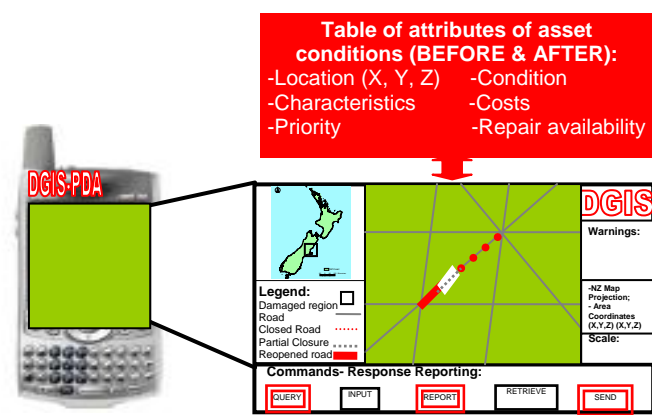 Table of attributes of asset
conditions (BEFORE & AFTER):
-Location (X, Y, Z) -Condition
-Characteristics -Costs
-Priority -Repair availability
DGIS-PDA
DGIS
Warnings:
-NZ Map
Projection;
- Area
Coordinates
(X,Y,Z) (X,Y,Z)
Scale:
Legend:
Damaged region
Road
Closed Road
Partial Closure
Reopened road
Commands- Response Reporting:
QUERY INPUT REPORT RETRIEVE SEND